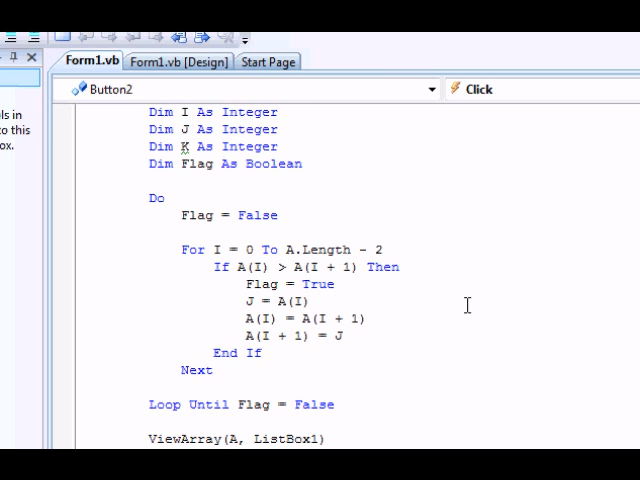 Form1.vb Form1.vb [Design] Start Page
Button2 Click
ls in
to this
ox.
Dim I As Integer
Dim J As Integer
Dim K As Integer
Dim Flag As Boolean
Do
Flag = False
For I = 0 To A.Length - 2
If A(I) > A(I + 1) Then
Flag = True
J = A(I)
A(I) = A(I + 1)
A(I + 1) = J
End If
Next
Loop Until Flag = False
ViewArray(A, ListBox1)